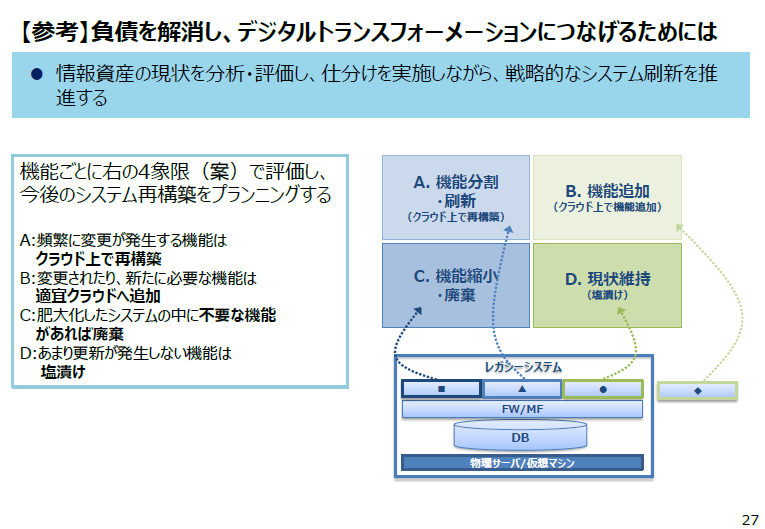 【参考】負債を解消し、デジタルトランスフォーメーションにつなげるためには
● 情報資産の現状を分析・評価し、仕分けを実施しながら、戦略的なシステム刷新を推
進する
機能ごとに右の4象限（案）で評価し、
今後のシステム再構築をプランニングする
A:頻繁に変更が発生する機能は
クラウド上で再構築
B:変更されたり、新たに必要な機能は
適宜クラウドへ追加
C:肥大化したシステムの中に不要な機能
があれば廃棄
D:あまり更新が発生しない機能は
塩漬け
A. 機能分割
・刷新
（クラウド上で再構築）
B. 機能追加
（クラウド上で機能追加）
C. 機能縮小
・廃棄
D. 現状維持
（塩漬け）
レガシーシステム
■ ▲ ● ◆
FW/MF
DB
物理サーバ/仮想マシン
27